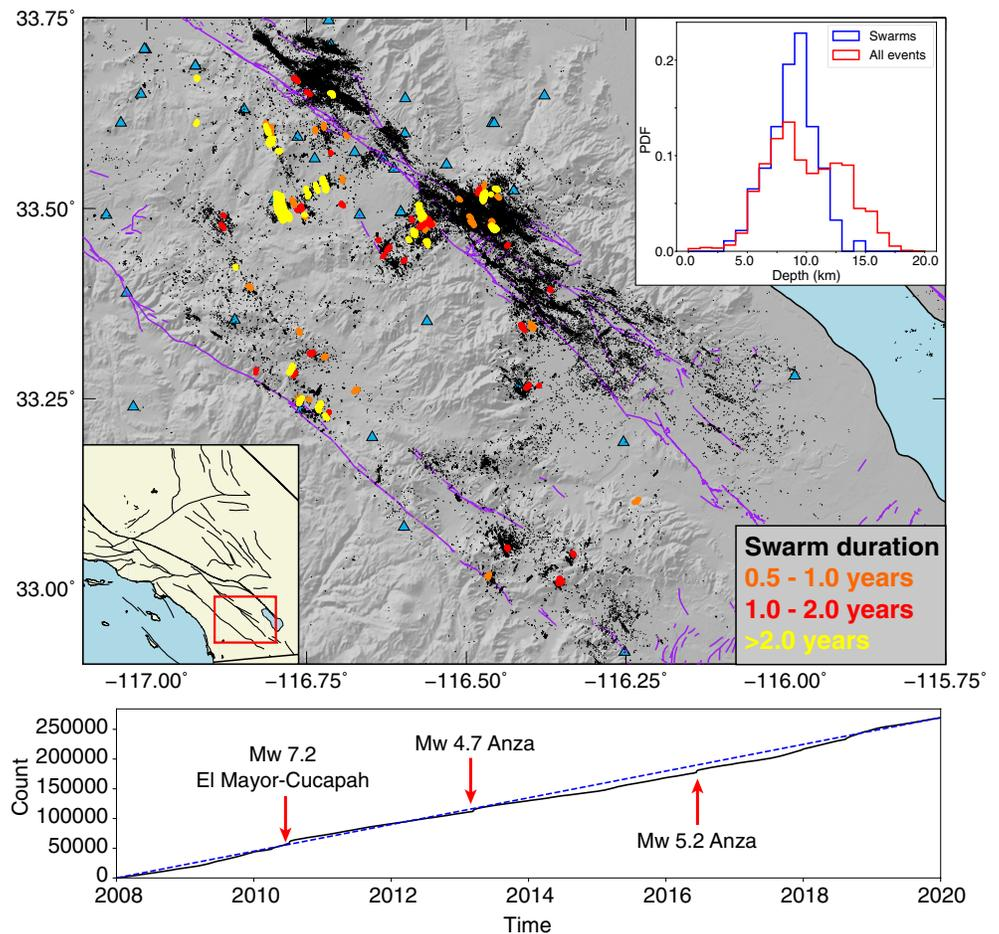 33.75°
33.50°
33.25°
33.00°
−117.00°
−116.75°
−116.50°
−116.25°
−116.00°
−115.75°
PDF
0.2
0.1
0.0
0.0
5.0
10.0
15.0
20.0
Depth (km)
Swarms
All events
Swarm duration
0.5 - 1.0 years
1.0 - 2.0 years
>2.0 years
Count
250000
200000
150000
100000
50000
0
Mw 7.2
El Mayor-Cucapah
Mw 4.7 Anza
Mw 5.2 Anza
2008
2010
2012
2014
2016
2018
2020
Time